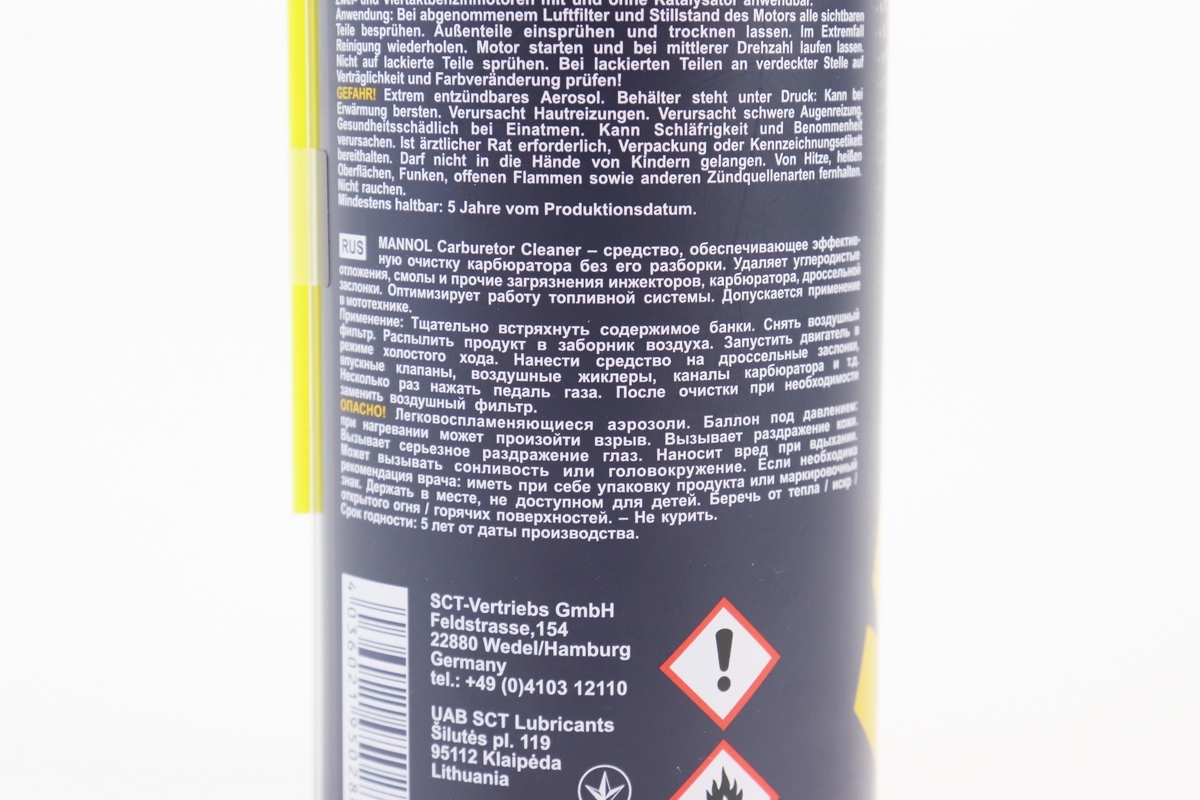 Zwei- und Viertaktbenzinmotoren mit und ohne Katalysator anwendbar.
Anwendung: Bei abgenommenem Luftfilter und Stillstand des Motors alle sichtbaren
Teile besprühen. Außenteile einsprühen und trocknen lassen. Im Extremfall
Reinigung wiederholen. Motor starten und bei mittlerer Drehzahl laufen lassen.
Nicht auf lackierte Teile sprühen. Bei lackierten Teilen an verdeckter Stelle auf
Verträglichkeit und Farbveränderung prüfen!
GEFAHR! Extrem entzündbares Aerosol. Behälter steht unter Druck: Kann bei
Erwärmung bersten. Verursacht Hautreizungen. Verursacht schwere Augenreizung.
Gesundheitsschädlich bei Einatmen. Kann Schläfrigkeit und Benommenheit
verursachen. Ist ärztlicher Rat erforderlich, Verpackung oder Kennzeichnungsetikett
bereithalten. Darf nicht in die Hände von Kindern gelangen. Von Hitze, heißen
Oberflächen, Funken, offenen Flammen sowie anderen Zündquellenarten fernhalten.
Nicht rauchen.
Mindestens haltbar: 5 Jahre vom Produktionsdatum.
RUS MANNOL Carburetor Cleaner – средство, обеспечивающее эффектив-
ную очистку карбюратора без его разборки. Удаляет углеродистые
отложения, смолы и прочие загрязнения инжекторов, карбюратора, дроссельной
заслонки. Оптимизирует работу топливной системы. Допускается применение
в мототехнике.
Применение: Тщательно встряхнуть содержимое банки. Снять воздушный
фильтр. Распылить продукт в заборник воздуха. Запустить двигатель в
режиме холостого хода. Нанести средство на дроссельные заслонки,
впускные клапаны, воздушные жиклеры, каналы карбюратора и т.д.
Несколько раз нажать педаль газа. После очистки при необходимости
заменить воздушный фильтр.
ОПАСНО! Легковоспламеняющиеся аэрозоли. Баллон под давлением:
при нагревании может произойти взрыв. Вызывает раздражение кожи.
Вызывает серьезное раздражение глаз. Наносит вред при вдыхании.
Может вызывать сонливость или головокружение. Если необходима
рекомендация врача: иметь при себе упаковку продукта или маркировочный
знак. Держать в месте, не доступном для детей. Беречь от тепла / искр /
открытого огня / горячих поверхностей. – Не курить.
Срок годности: 5 лет от даты производства.
4 036021 95028
SCT-Vertriebs GmbH
Feldstrasse,154
22880 Wedel/Hamburg
Germany
tel.: +49 (0)4103 12110
UAB SCT Lubricants
Šilutės pl. 119
95112 Klaipėda
Lithuania